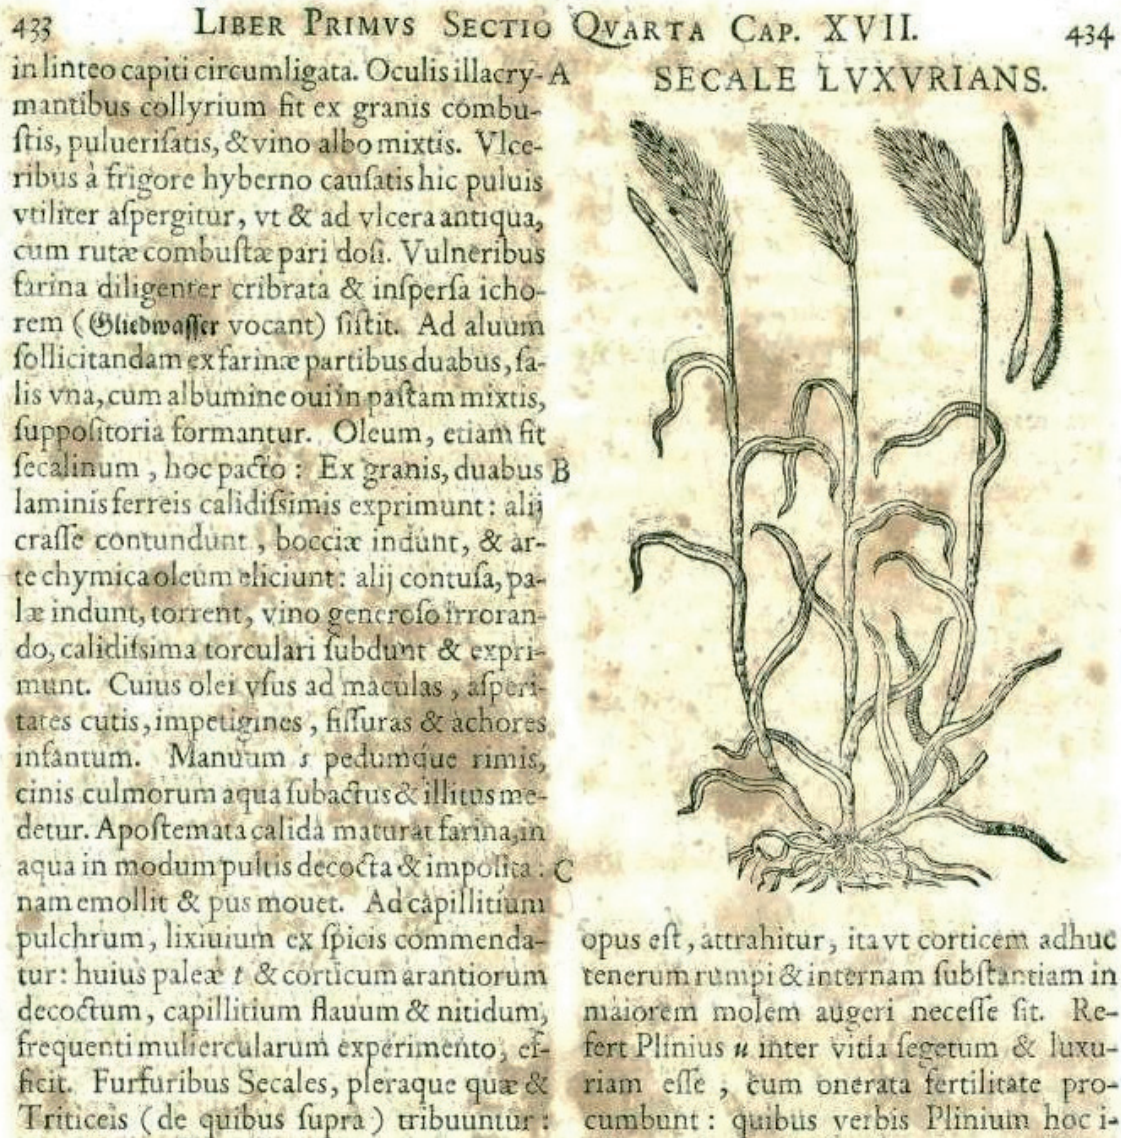 433 LIBER PRIMVS SECTIO QVARTA CAP. XVII. 434
in linteo capiti circumligata. Oculis illacry- A
mantibus collyrium fit ex granis combu-
ſtis, pulueriſatis, & vino albo mixtis. Vlce-
ribus à frigore hyberno cauſatis hic puluis
vtiliter aſpergitur, vt & ad vlcera antiqua,
cum rutæ combuſtæ pari doſi. Vulneribus
farina diligenter cribrata & inſperſa icho-
rem (Gliedwaſſer vocant) ſiſtit. Ad aluum
ſollicitandam ex farinæ partibus duabus, ſa-
lis vna, cum albumine oui in paſtam mixtis,
ſuppoſitoria formantur. Oleum, etiam fit
ſecalinum, hoc pacto: Ex granis, duabus B
laminis ferreis calidiſſimis exprimunt: alij
craſſe contundunt, bocciæ indunt, & ar-
te chymica oleum eliciunt: alij contuſa, pa-
læ indunt, torrent, vino generoſo irroran-
do, calidiſsima torculari ſubdunt & expri-
munt. Cuius olei vſus ad maculas, aſperi-
tates cutis, impetigines, fiſſuras & achores
infantum. Manuum s pedumque rimis,
cinis culmorum aqua ſubactus & illitus me-
detur. Apoſtemata calida maturat farina, in
aqua in modum pultis decocta & impoſita: C
nam emollit & pus mouet. Ad capillitium
pulchrum, lixiuium ex ſpicis commenda-
tur: huius paleæ t & corticum arantiorum
decoctum, capillitium flauum & nitidum,
frequenti muliercularum experimento, ef-
ficit. Furfuribus Secales, pleraque quæ &
Triticeis (de quibus ſupra) tribuuntur:
SECALE LVXVRIANS.
opus eſt, attrahitur, ita vt corticem adhuc
tenerum rumpi & internam ſubſtantiam in
maiorem molem augeri neceſſe ſit. Re-
fert Plinius u inter vitia ſegetum & luxu-
riam eſſe, cum onerata fertilitate pro-
cumbunt: quibus verbis Plinium hoc i-